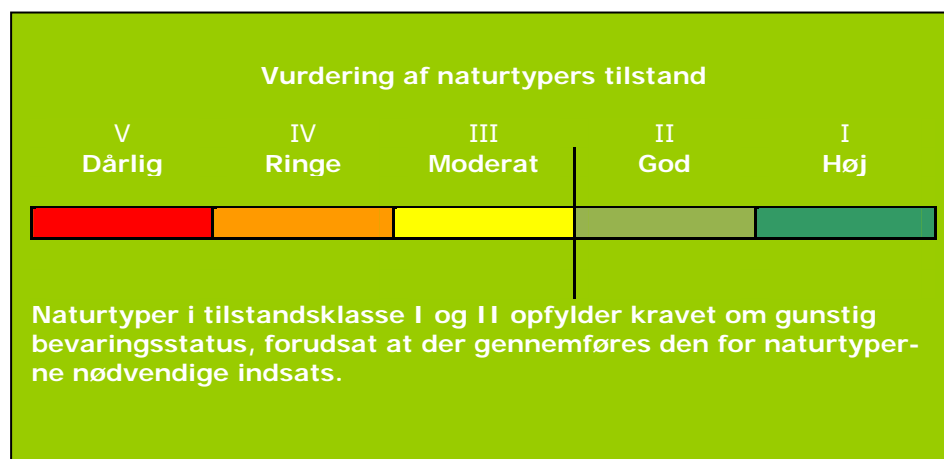 Vurdering af naturtypers tilstand
V IV III II I
Dårlig Ringe Moderat God Høj
Naturtyper i tilstandsklasse I og II opfylder kravet om gunstig
bevaringsstatus, forudsat at der gennemføres den for naturtyper-
ne nødvendige indsats.